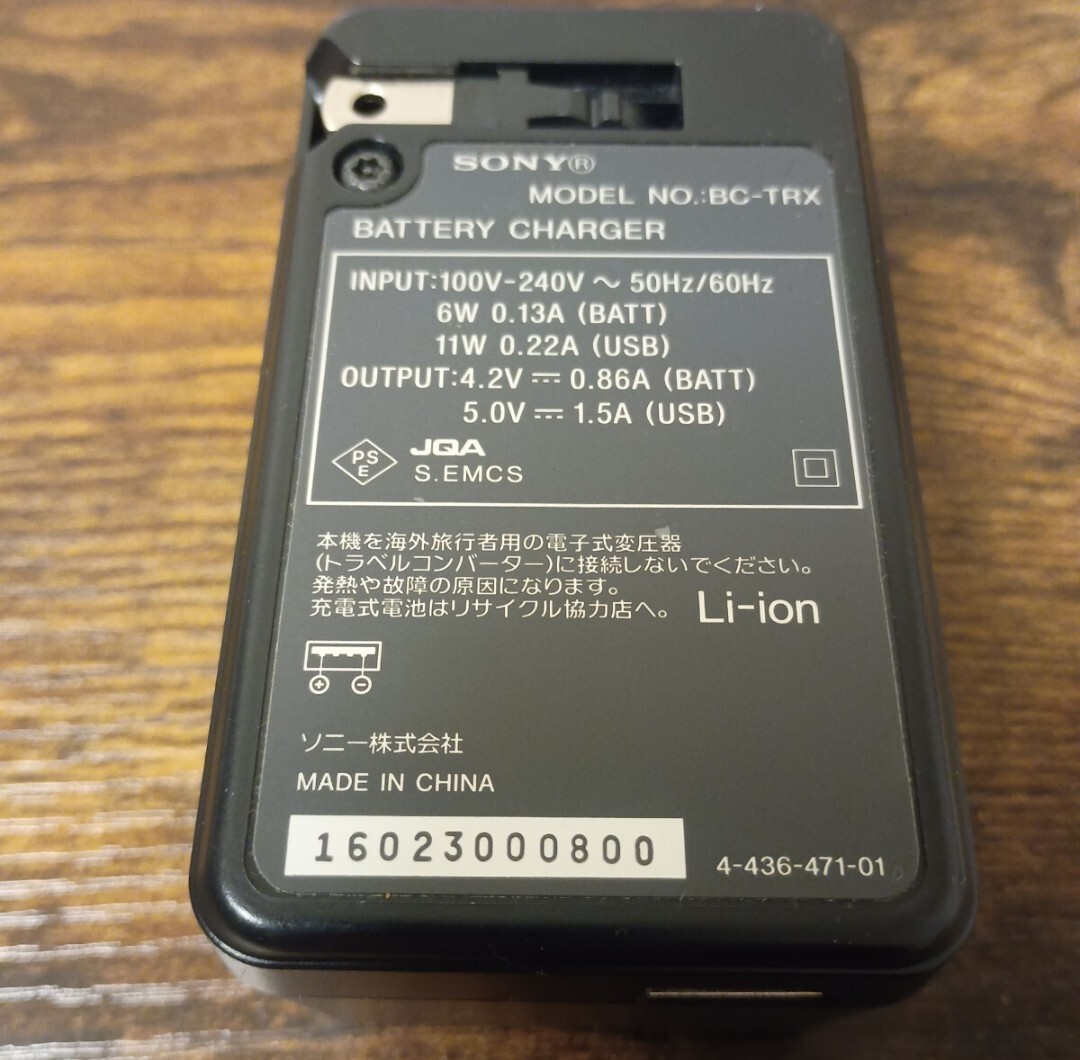 SONY®
MODEL NO.:BC-TRX
BATTERY CHARGER
INPUT:100V-240V ~ 50Hz/60Hz
6W 0.13A (BATT)
11W 0.22A (USB)
OUTPUT:4.2V ⎓ 0.86A (BATT)
5.0V ⎓ 1.5A (USB)
PS
E
JQA
S.EMCS
本機を海外旅行者用の電子式変圧器
(トラベルコンバーター)に接続しないでください。
発熱や故障の原因になります。
充電式電池はリサイクル協力店へ。
Li-ion
+ −
ソニー株式会社
MADE IN CHINA
16023000800
4-436-471-01